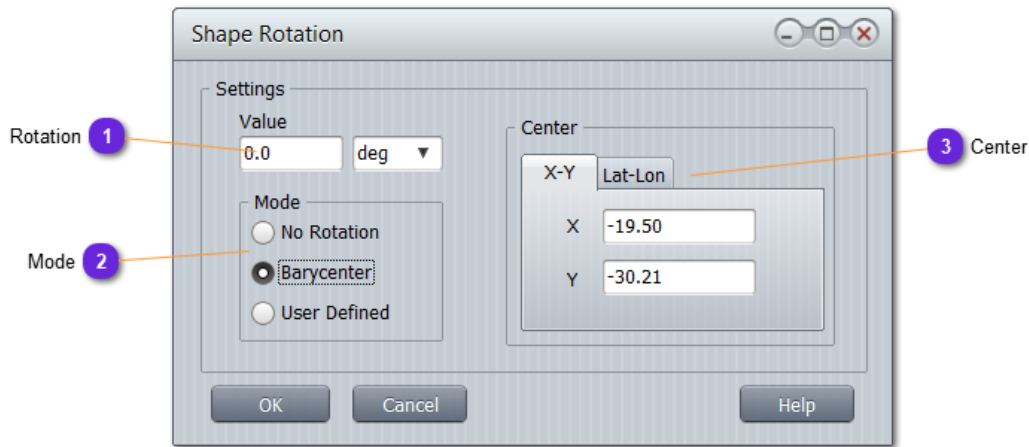 Shape Rotation
Settings
Value
Rotation 1
0.0 deg
Mode
No Rotation
Mode 2
Barycenter
User Defined
Center
3 Center
X-Y Lat-Lon
X -19.50
Y -30.21
OK Cancel Help